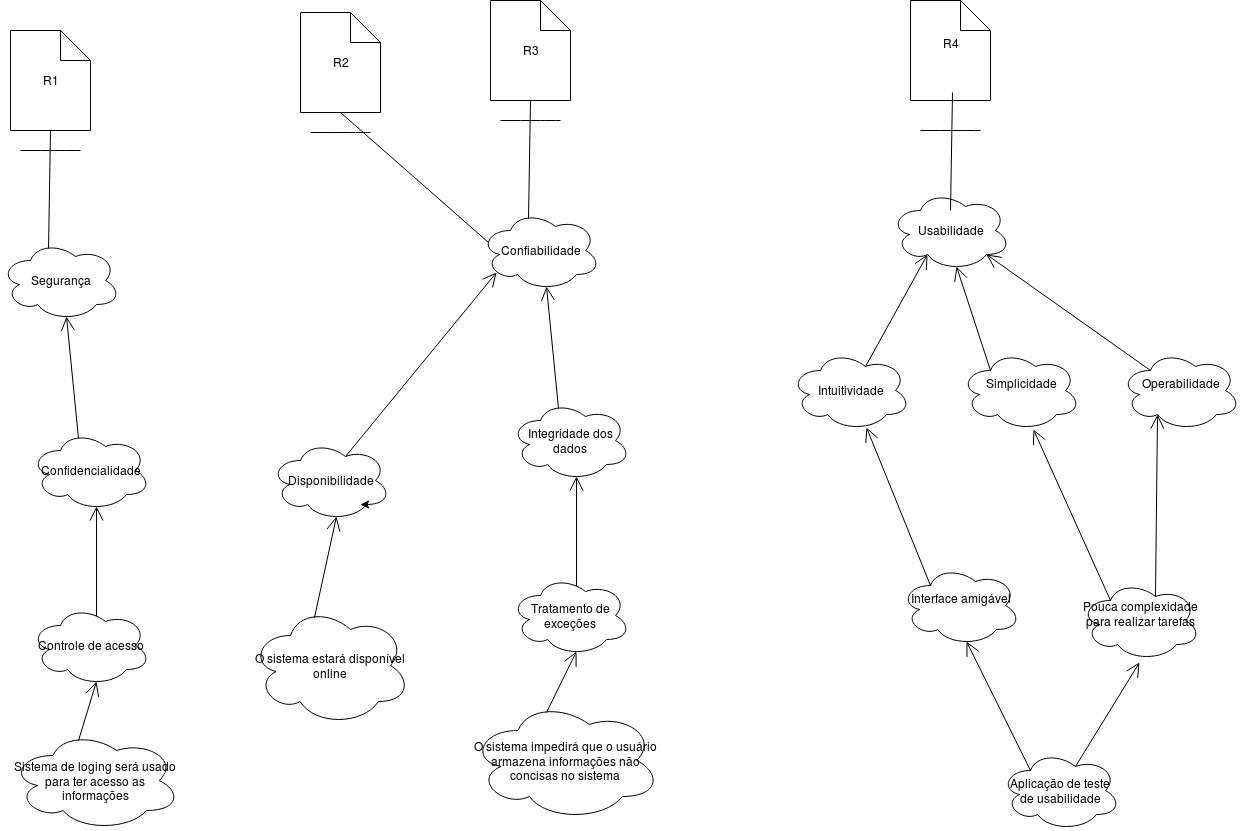 R1
R2
R3
R4
Segurança
Confiabilidade
Usabilidade
Confidencialidade
Disponibilidade
Integridade dos
dados
Intuitividade
Simplicidade
Operabilidade
Controle de acesso
O sistema estará disponível
online
Tratamento de
exceções
Interface amigável
Pouca complexidade
para realizar tarefas
Sistema de loging será usado
para ter acesso as
informações
O sistema impedirá que o usuário
armazena informações não
concisas no sistema
Aplicação de teste
de usabilidade